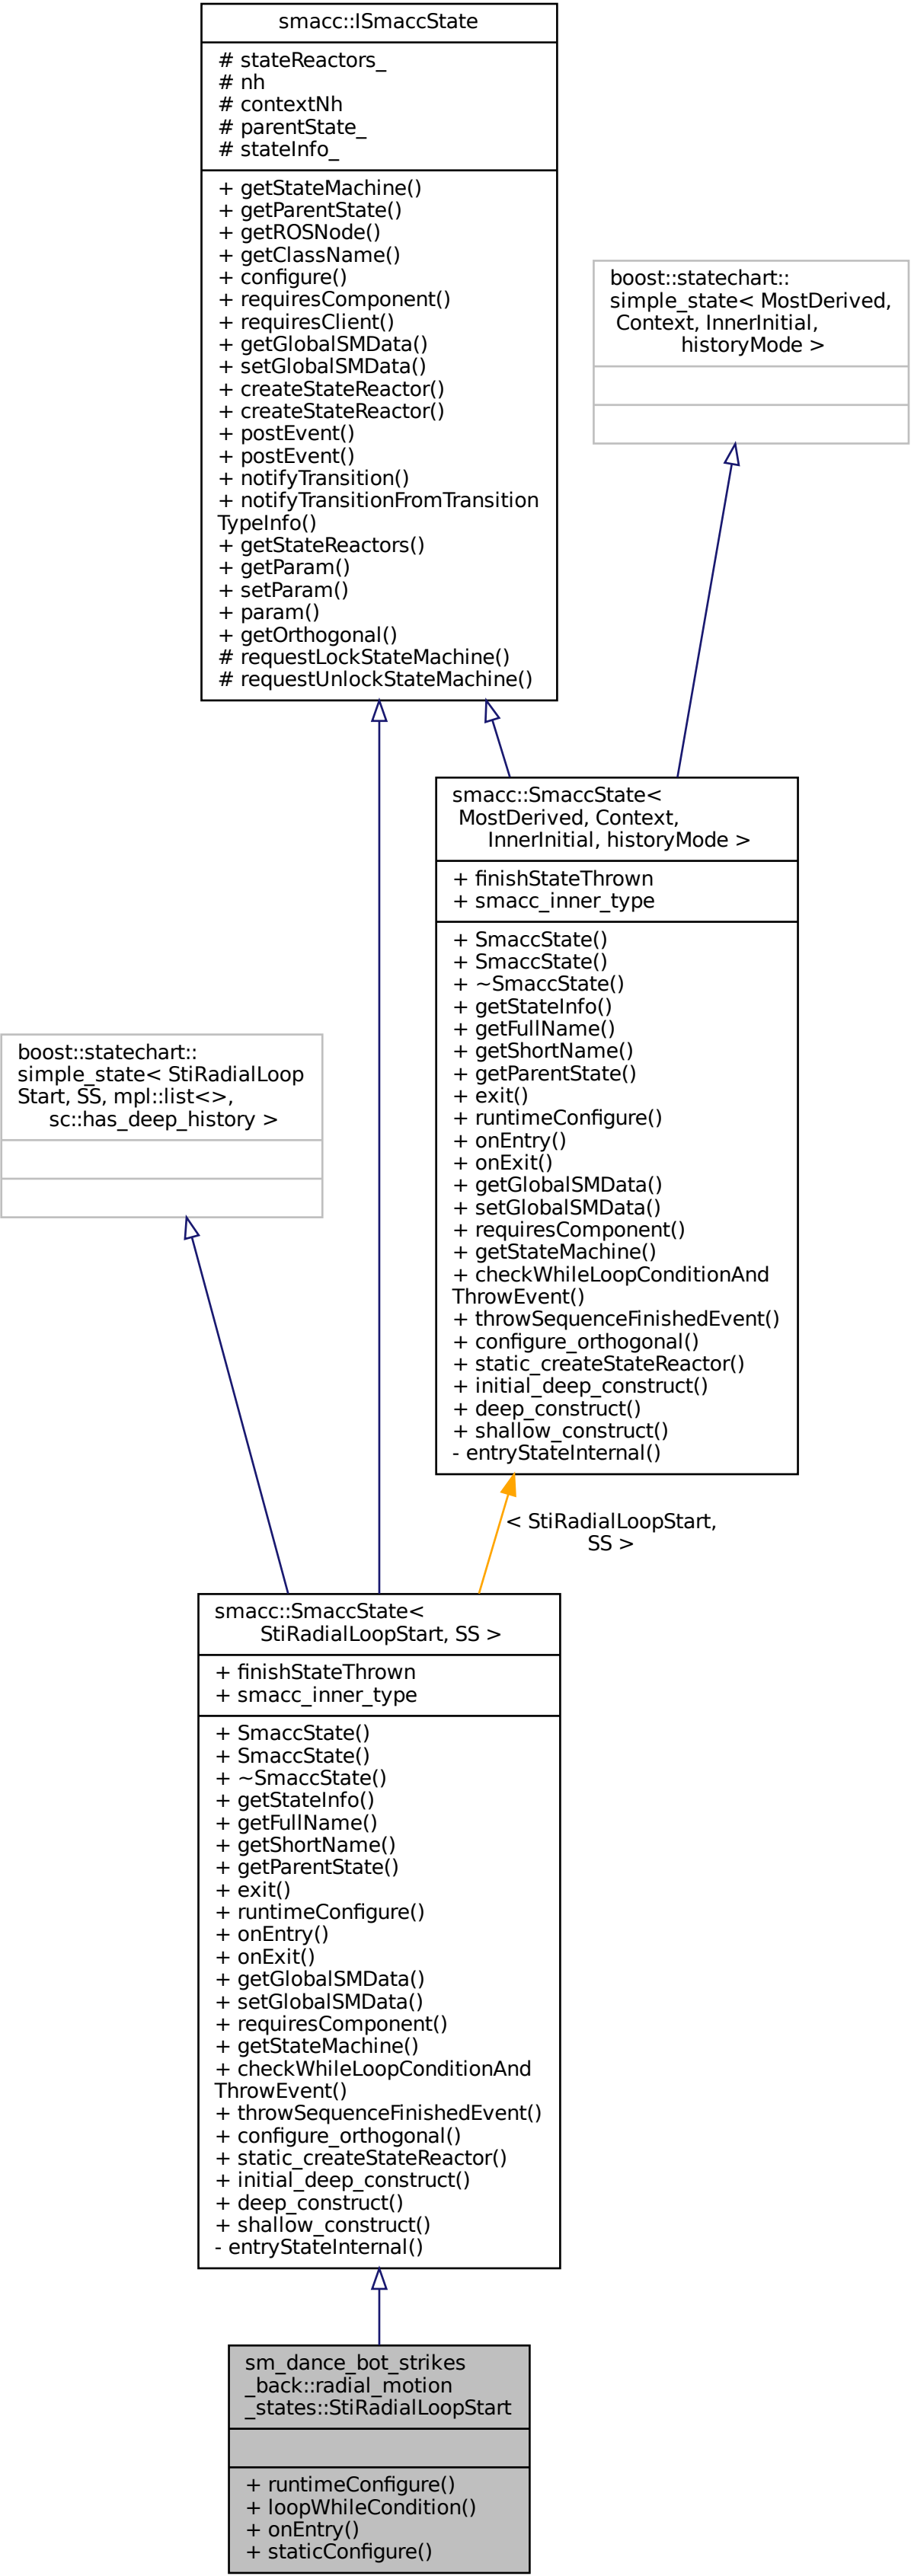 smacc::ISmaccState
# stateReactors_
# nh
# contextNh
# parentState_
# stateInfo_
+ getStateMachine()
+ getParentState()
+ getROSNode()
+ getClassName()
+ configure()
+ requiresComponent()
+ requiresClient()
+ getGlobalSMData()
+ setGlobalSMData()
+ createStateReactor()
+ createStateReactor()
+ postEvent()
+ postEvent()
+ notifyTransition()
+ notifyTransitionFromTransition
TypeInfo()
+ getStateReactors()
+ getParam()
+ setParam()
+ param()
+ getOrthogonal()
# requestLockStateMachine()
# requestUnlockStateMachine()
boost::statechart::
simple_state< MostDerived,
Context, InnerInitial,
historyMode >
smacc::SmaccState<
MostDerived, Context,
InnerInitial, historyMode >
+ finishStateThrown
+ smacc_inner_type
+ SmaccState()
+ SmaccState()
+ ~SmaccState()
+ getStateInfo()
+ getFullName()
+ getShortName()
+ getParentState()
+ exit()
+ runtimeConfigure()
+ onEntry()
+ onExit()
+ getGlobalSMData()
+ setGlobalSMData()
+ requiresComponent()
+ getStateMachine()
+ checkWhileLoopConditionAnd
ThrowEvent()
+ throwSequenceFinishedEvent()
+ configure_orthogonal()
+ static_createStateReactor()
+ initial_deep_construct()
+ deep_construct()
+ shallow_construct()
- entryStateInternal()
boost::statechart::
simple_state< StiRadialLoop
Start, SS, mpl::list<>,
sc::has_deep_history >
< StiRadialLoopStart,
SS >
smacc::SmaccState<
StiRadialLoopStart, SS >
+ finishStateThrown
+ smacc_inner_type
+ SmaccState()
+ SmaccState()
+ ~SmaccState()
+ getStateInfo()
+ getFullName()
+ getShortName()
+ getParentState()
+ exit()
+ runtimeConfigure()
+ onEntry()
+ onExit()
+ getGlobalSMData()
+ setGlobalSMData()
+ requiresComponent()
+ getStateMachine()
+ checkWhileLoopConditionAnd
ThrowEvent()
+ throwSequenceFinishedEvent()
+ configure_orthogonal()
+ static_createStateReactor()
+ initial_deep_construct()
+ deep_construct()
+ shallow_construct()
- entryStateInternal()
sm_dance_bot_strikes
_back::radial_motion
_states::StiRadialLoopStart
+ runtimeConfigure()
+ loopWhileCondition()
+ onEntry()
+ staticConfigure()